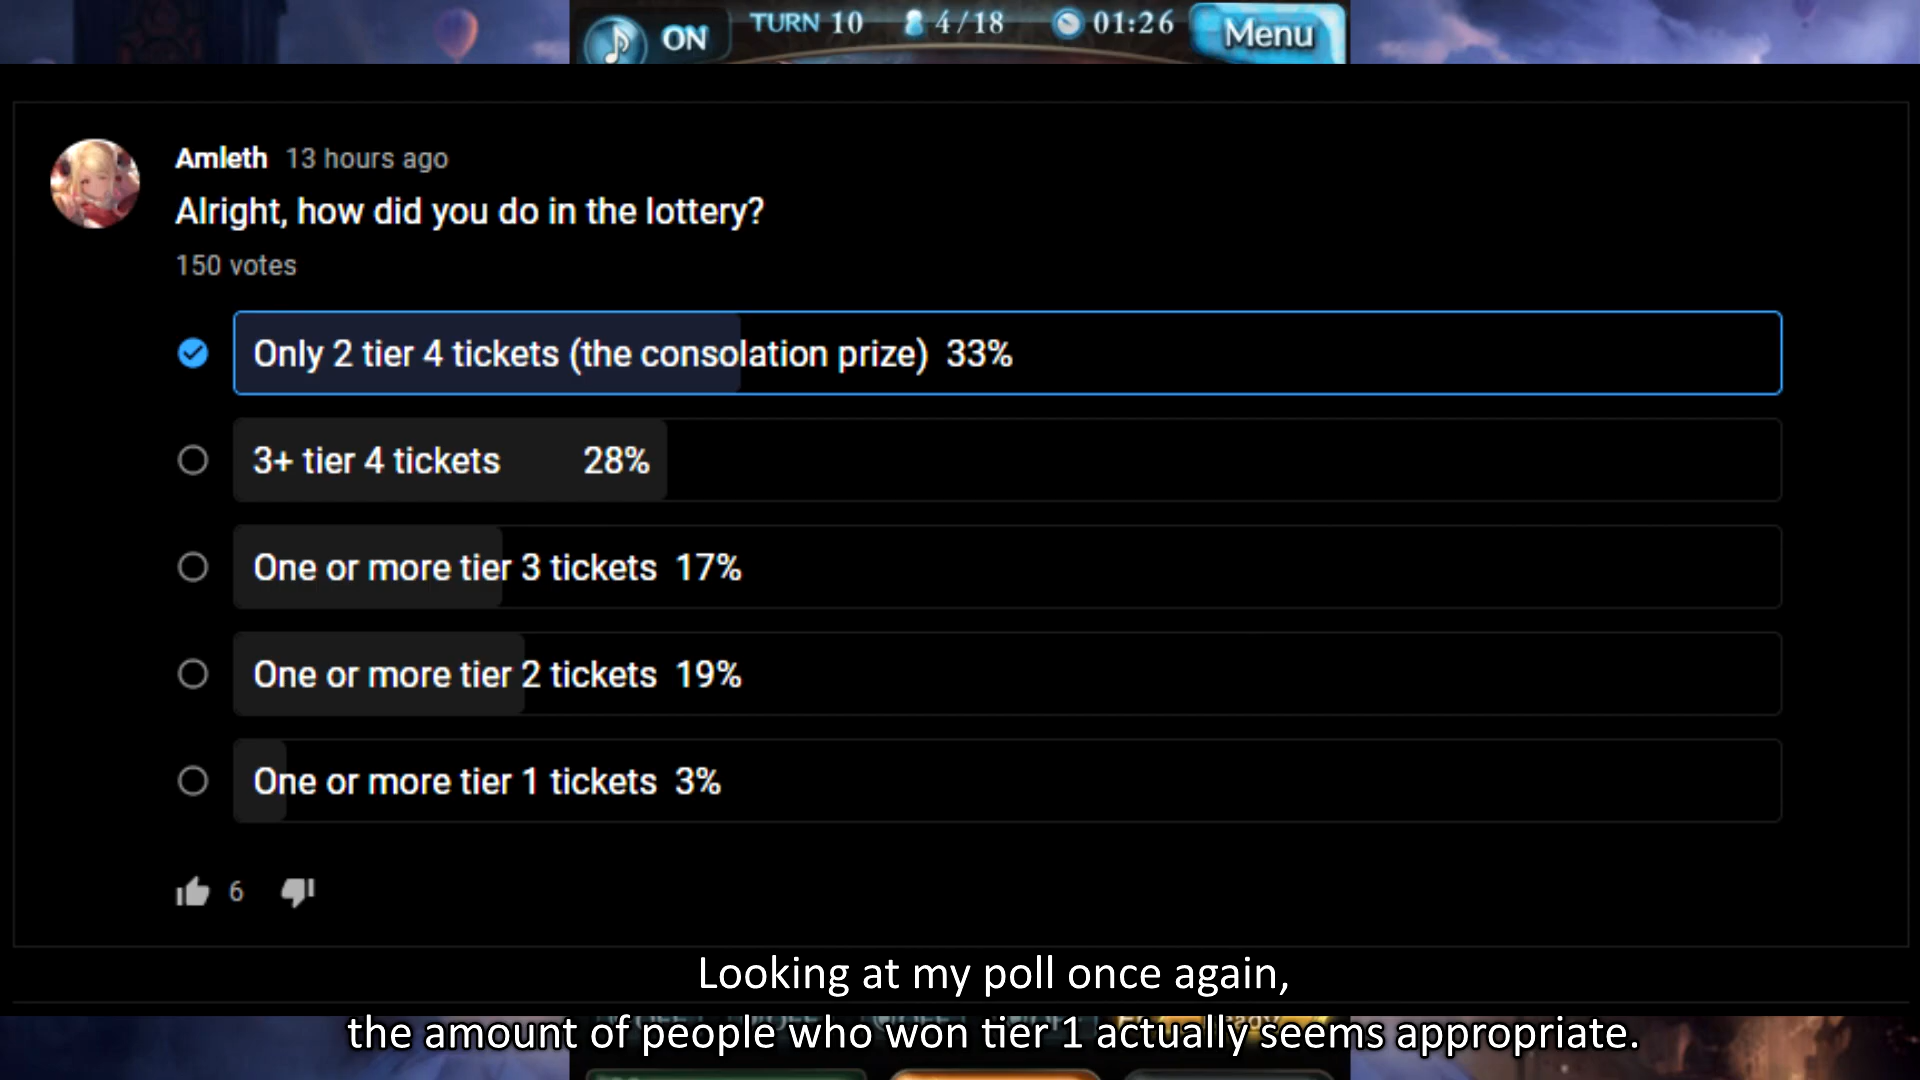 ON TURN 10 4/18 01:26 Menu
Amleth 13 hours ago
Alright, how did you do in the lottery?
150 votes
Only 2 tier 4 tickets (the consolation prize) 33%
3+ tier 4 tickets 28%
One or more tier 3 tickets 17%
One or more tier 2 tickets 19%
One or more tier 1 tickets 3%
6
Looking at my poll once again,
the amount of people who won tier 1 actually seems appropriate.